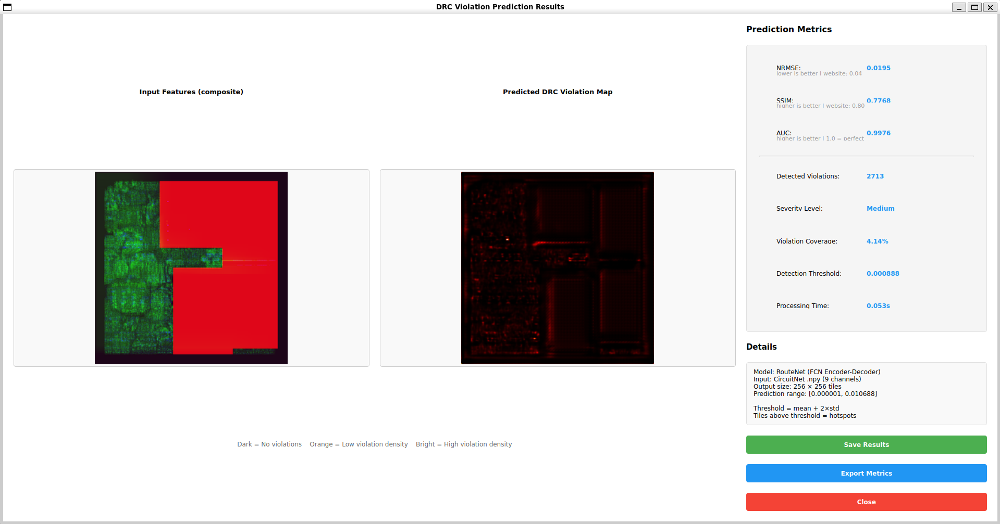 DRC Violation Prediction Results
Input Features (composite)
Predicted DRC Violation Map
Dark = No violations Orange = Low violation density Bright = High violation density
Prediction Metrics
NRMSE: 0.0195
lower is better | website: 0.04
SSIM: 0.7768
higher is better | website: 0.80
AUC: 0.9976
higher is better | 1.0 = perfect
Detected Violations: 2713
Severity Level: Medium
Violation Coverage: 4.14%
Detection Threshold: 0.000888
Processing Time: 0.053s
Details
Model: RouteNet (FCN Encoder-Decoder)
Input: CircuitNet .npy (9 channels)
Output size: 256 × 256 tiles
Prediction range: [0.000001, 0.010688]
Threshold = mean + 2×std
Tiles above threshold = hotspots
Save Results
Export Metrics
Close